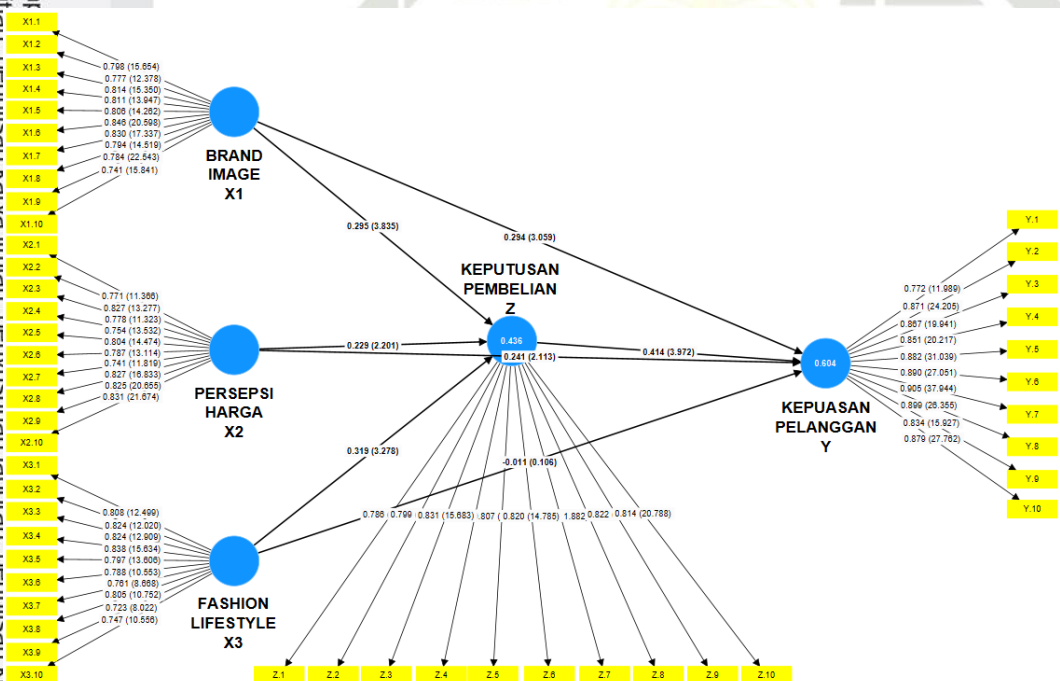 X1.1
X1.2
X1.3
X1.4
X1.5
X1.6
X1.7
X1.8
X1.9
X1.10
0.798 (15.654)
0.777 (12.378)
0.814 (15.350)
0.811 (13.947)
0.806 (14.262)
0.846 (20.598)
0.830 (17.337)
0.794 (14.519)
0.784 (22.543)
0.741 (15.841)
BRAND
IMAGE
X1
X2.1
X2.2
X2.3
X2.4
X2.5
X2.6
X2.7
X2.8
X2.9
X2.10
0.771 (11.366)
0.827 (13.277)
0.778 (11.323)
0.754 (13.532)
0.804 (14.474)
0.787 (13.114)
0.741 (11.819)
0.827 (16.833)
0.825 (20.655)
0.831 (21.674)
PERSEPSI
HARGA
X2
X3.1
X3.2
X3.3
X3.4
X3.5
X3.6
X3.7
X3.8
X3.9
X3.10
0.808 (12.499)
0.824 (12.020)
0.824 (12.909)
0.838 (15.634)
0.797 (13.606)
0.788 (10.553)
0.761 (8.668)
0.805 (10.752)
0.723 (8.022)
0.747 (10.556)
FASHION
LIFESTYLE
X3
0.295 (3.835)
0.294 (3.059)
0.229 (2.201)
0.241 (2.113)
0.319 (3.278)
-0.011 (0.106)
0.414 (3.972)
KEPUTUSAN
PEMBELIAN
Z
0.436
0.786 0.799 0.831 (15.683) .807 ( 0.820 (14.785) 1.882 0.822 0.814 (20.788)
Z.1 Z.2 Z.3 Z.4 Z.5 Z.6 Z.7 Z.8 Z.9 Z.10
0.604
KEPUASAN
PELANGGAN
Y
0.772 (11.989)
0.871 (24.205)
0.867 (19.941)
0.851 (20.217)
0.882 (31.039)
0.890 (27.051)
0.905 (37.944)
0.899 (26.355)
0.834 (15.927)
0.879 (27.762)
Y.1
Y.2
Y.3
Y.4
Y.5
Y.6
Y.7
Y.8
Y.9
Y.10